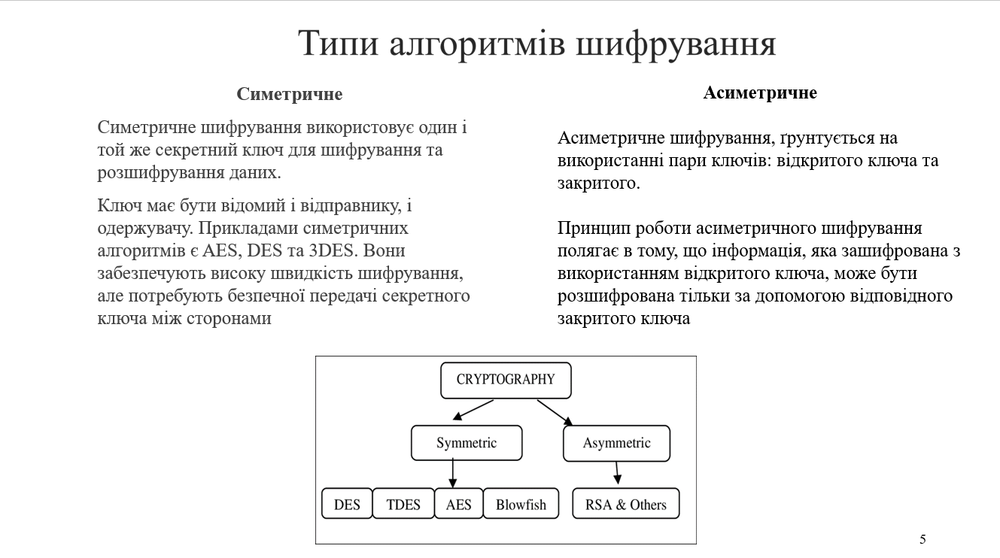 Типи алгоритмів шифрування
Симетричне
Симетричне шифрування використовує один і
той же секретний ключ для шифрування та
розшифрування даних.
Ключ має бути відомий і відправнику, і
одержувачу. Прикладами симетричних
алгоритмів є AES, DES та 3DES. Вони
забезпечують високу швидкість шифрування,
але потребують безпечної передачі секретного
ключа між сторонами
Асиметричне
Асиметричне шифрування, ґрунтується на
використанні пари ключів: відкритого ключа та
закритого.
Принцип роботи асиметричного шифрування
полягає в тому, що інформація, яка зашифрована з
використанням відкритого ключа, може бути
розшифрована тільки за допомогою відповідного
закритого ключа
CRYPTOGRAPHY
Symmetric
Asymmetric
DES
TDES
AES
Blowfish
RSA & Others
5